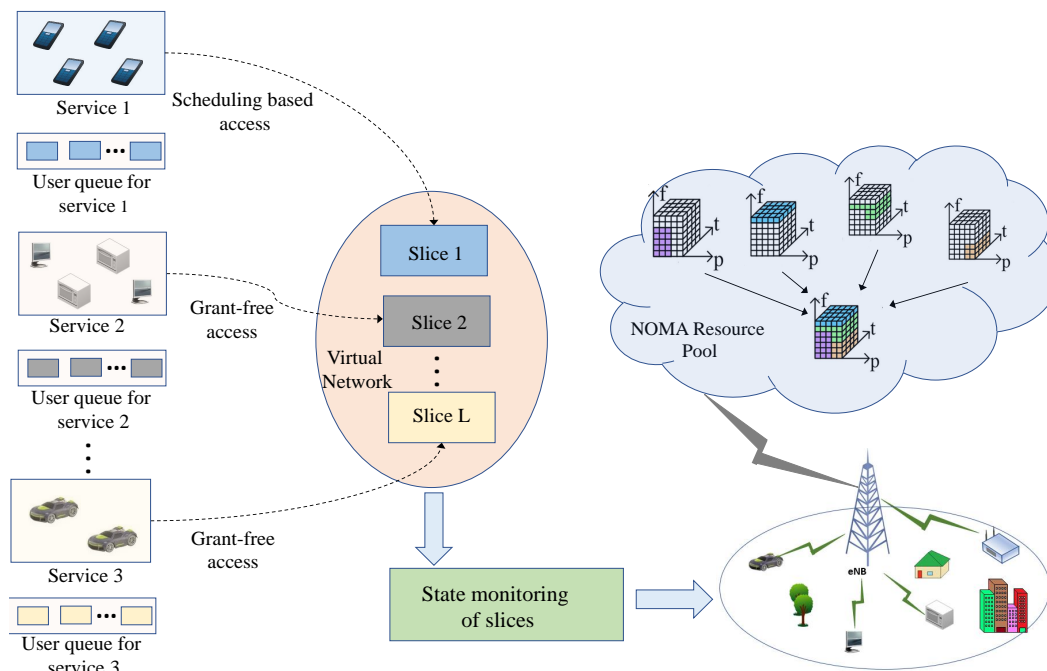 Service 1
Scheduling based
access
User queue for
service 1
Service 2
Grant-free
access
User queue for
service 2
Service 3
Grant-free
access
User queue for
service 3
Slice 1
Slice 2
Virtual
Network
Slice L
State monitoring
of slices
f
t
p
f
t
p
f
t
p
f
t
p
f
t
p
NOMA Resource
Pool
eNB